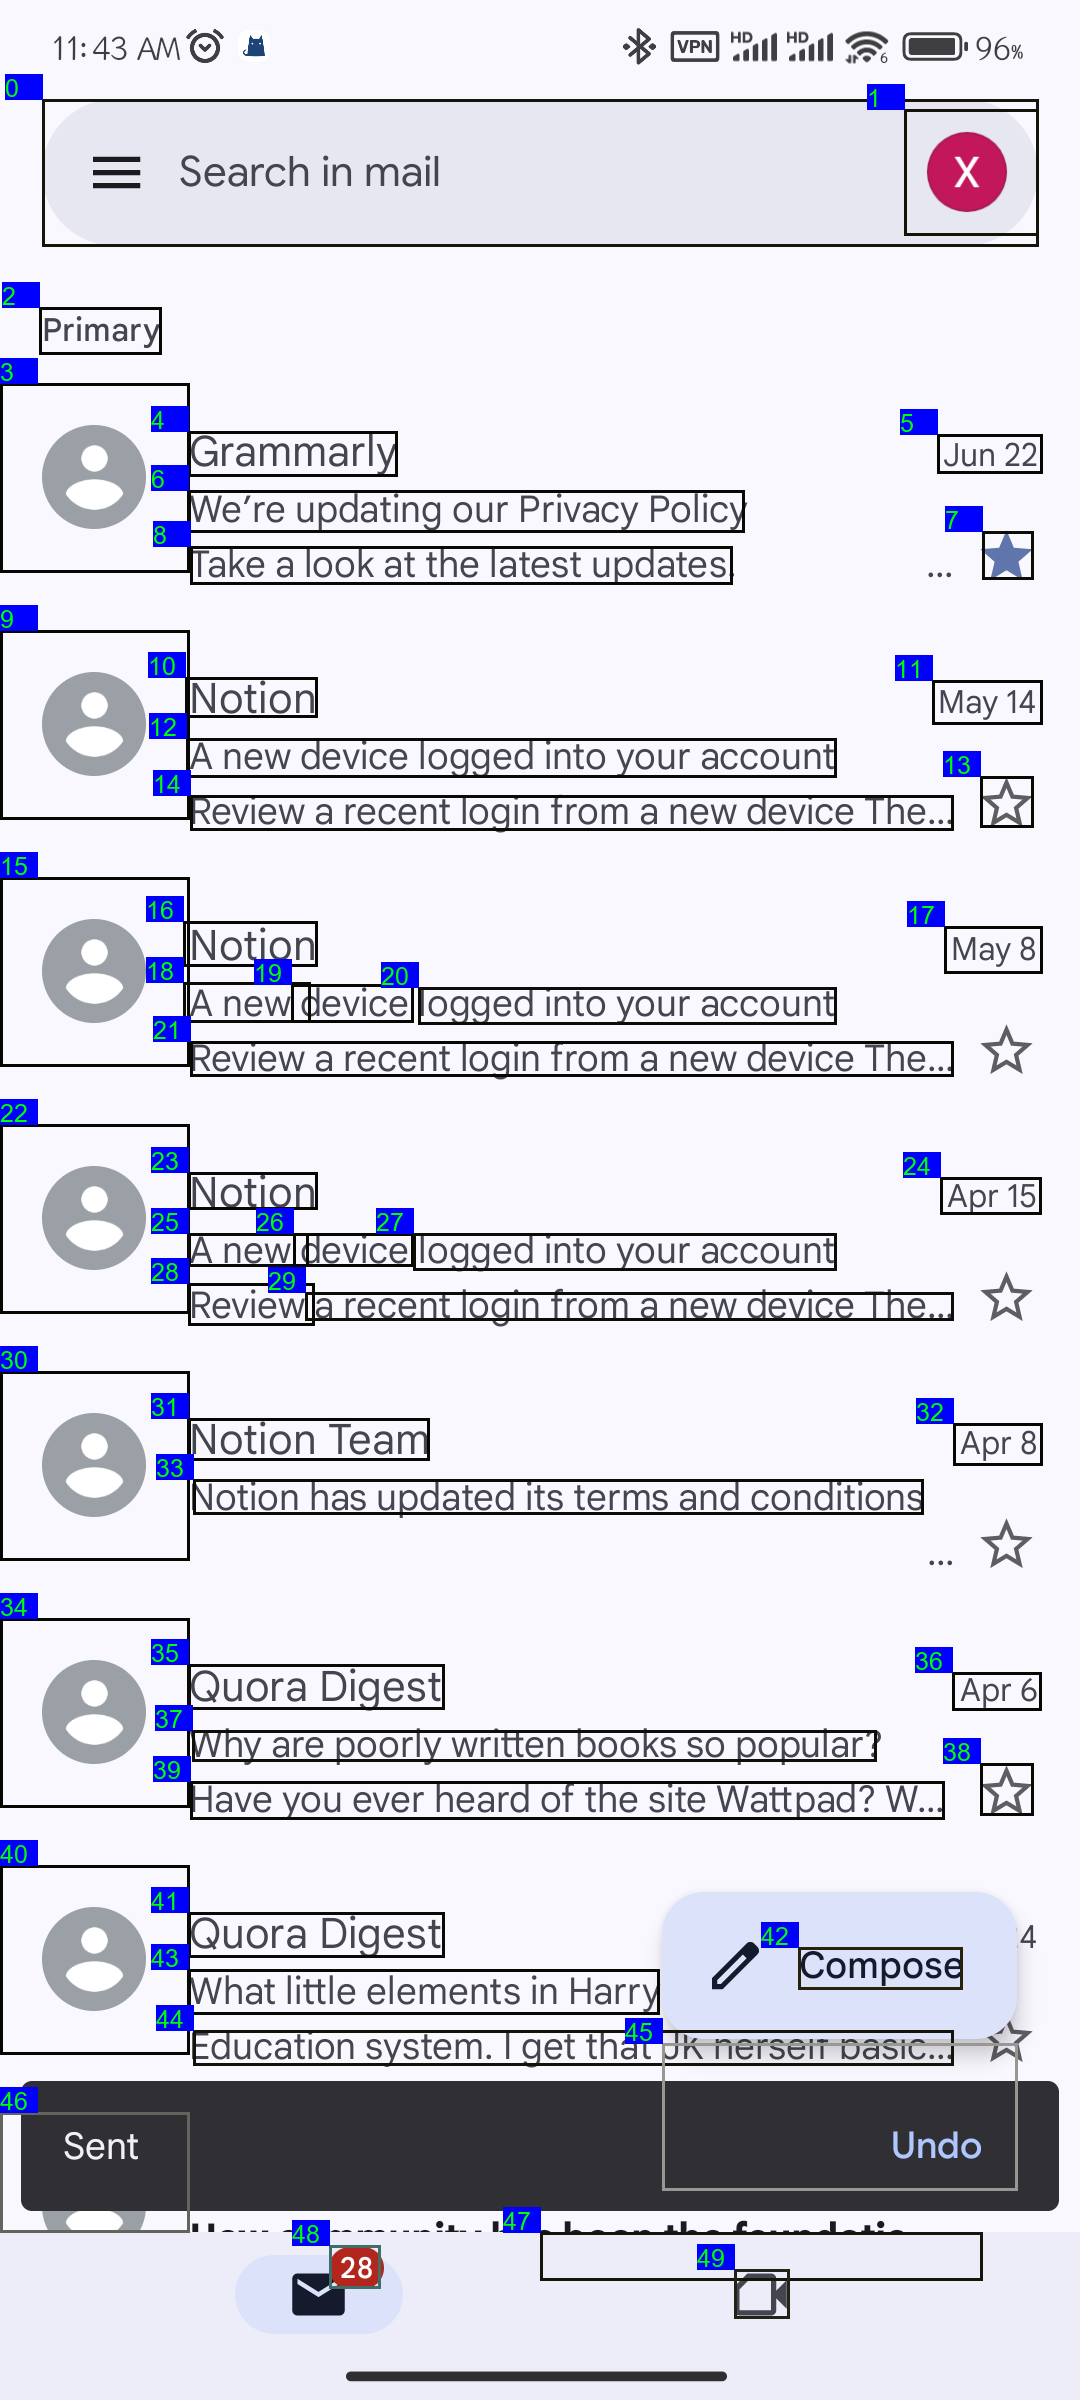 11:43 AM
HD HD VPN 6 96%
0
1
Search in mail
X
2
Primary
3
4
Grammarly
5
Jun 22
6
We're updating our Privacy Policy
7
8
Take a look at the latest updates.
...
9
10
Notion
11
May 14
12
A new device logged into your account
13
14
Review a recent login from a new device The...
15
16
Notion
17
May 8
18
19
20
A new device logged into your account
21
Review a recent login from a new device The...
22
23
Notion
24
Apr 15
25
26
27
A new device logged into your account
28
29
Review a recent login from a new device The...
30
31
Notion Team
32
Apr 8
33
Notion has updated its terms and conditions
...
34
35
Quora Digest
36
Apr 6
37
Why are poorly written books so popular?
38
39
Have you ever heard of the site Wattpad? W...
40
41
Quora Digest
42
Compose
4
43
What little elements in Harry
44
45
Education system. I get that JK herself basic...
46
Sent
Undo
47
48
28
49